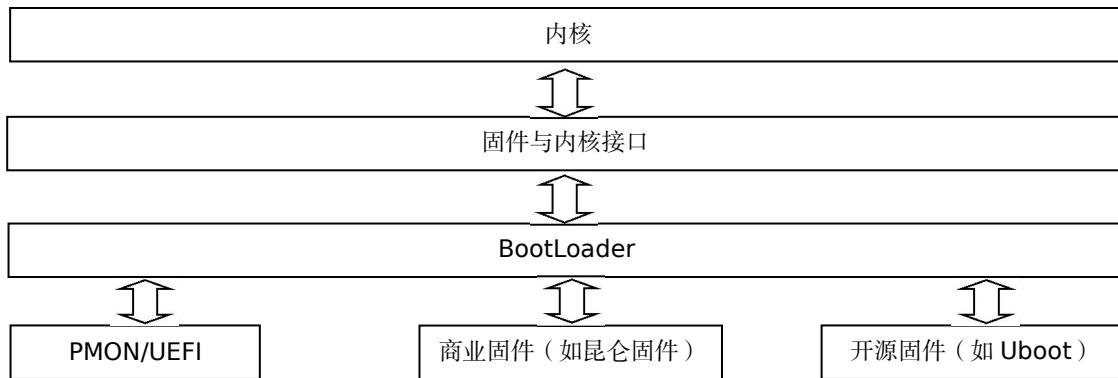 内核
固件与内核接口
BootLoader
PMON/UEFI
商业固件（如昆仑固件）
开源固件（如 Uboot）